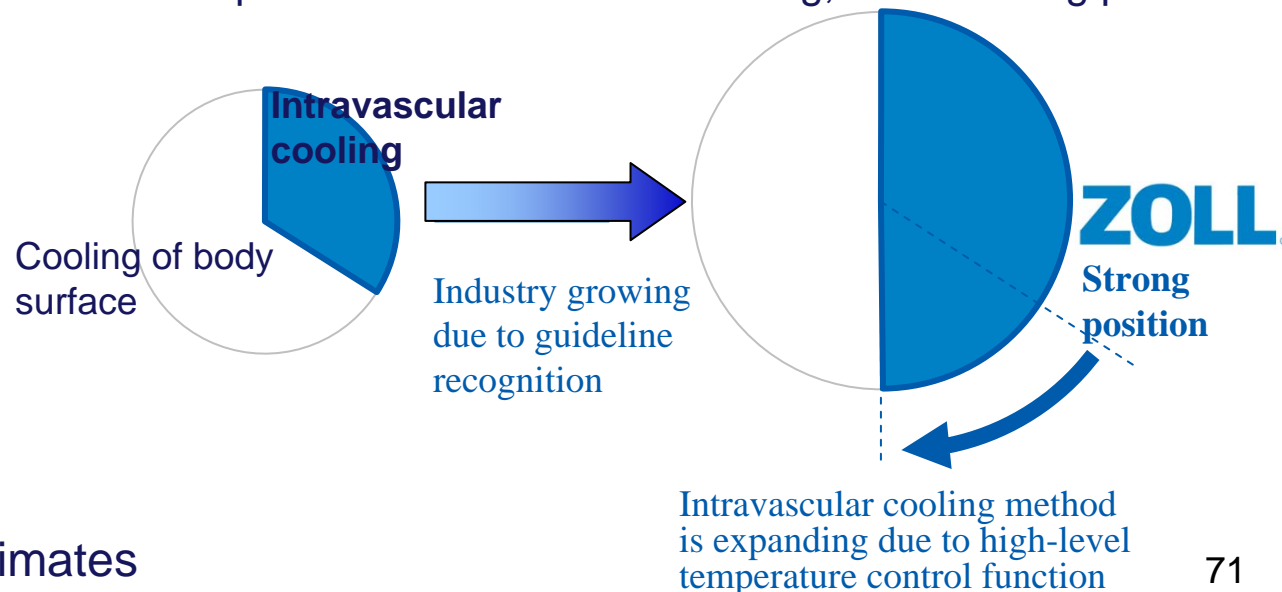 Intravascular
cooling
Cooling of body
surface
Industry growing
due to guideline
recognition
ZOLL
Strong
position
Intravascular cooling method
is expanding due to high-level
temperature control function
71